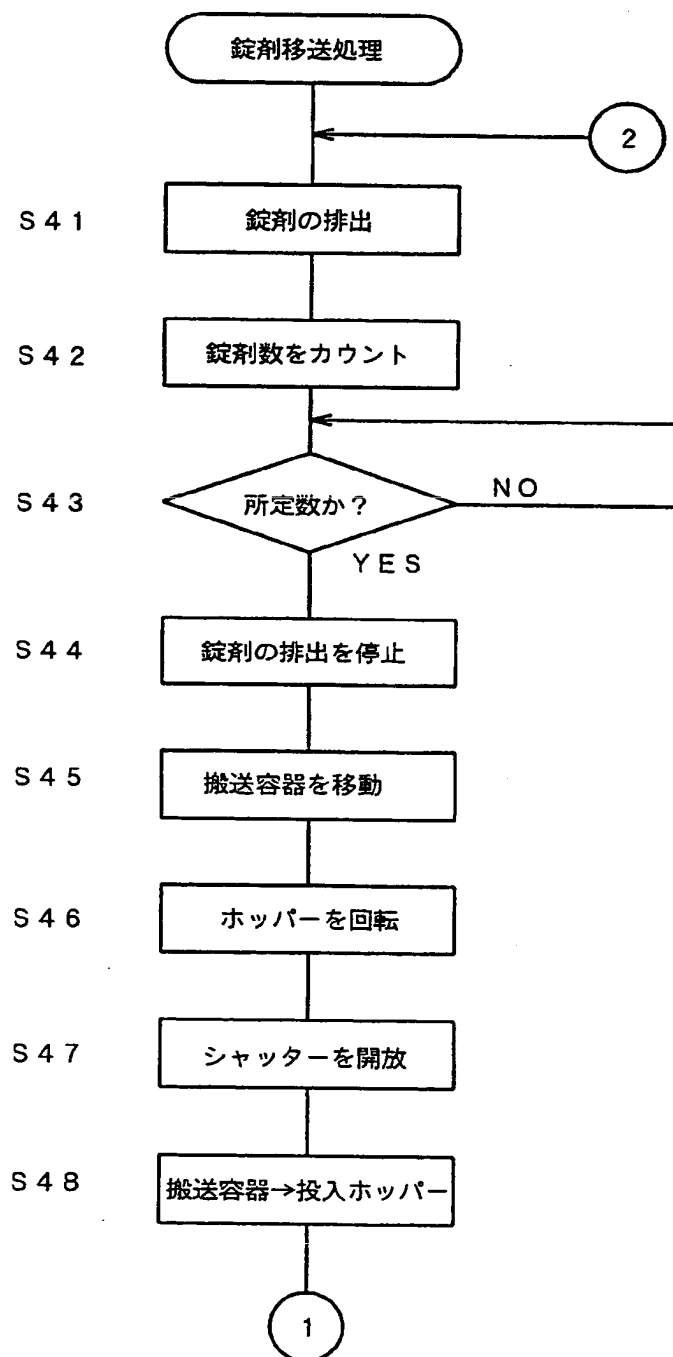 錠剤移送処理
2
S41 錠剤の排出
S42 錠剤数をカウント
S43 所定数か? NO
YES
S44 錠剤の排出を停止
S45 搬送容器を移動
S46 ホッパーを回転
S47 シャッターを開放
S48 搬送容器→投入ホッパー
1